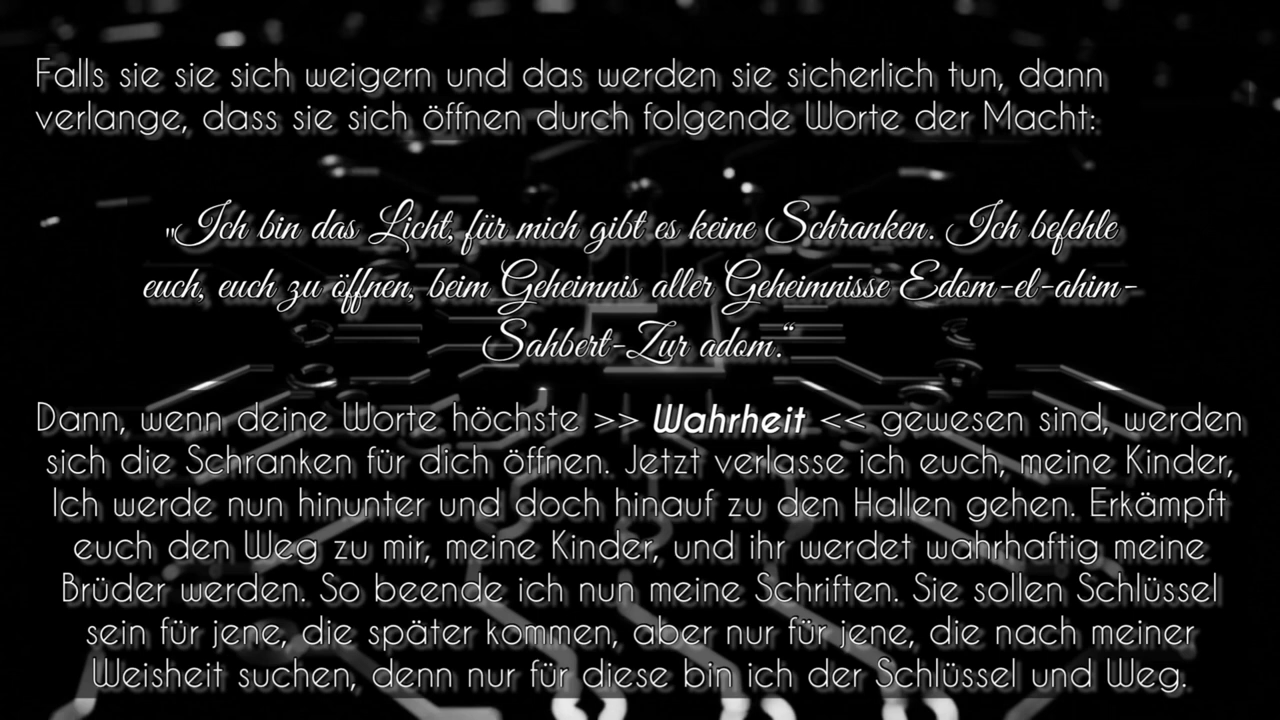 Falls sie sie sich weigern und das werden sie sicherlich tun, dann
verlange, dass sie sich öffnen durch folgende Worte der Macht:
"Ich bin das Licht, für mich gibt es keine Schranken. Ich befehle
euch, euch zu öffnen, beim Geheimnis aller Geheimnisse Edom-el-ahim-
Sahbert-Zur adom.“
Dann, wenn deine Worte höchste >> Wahrheit << gewesen sind, werden
sich die Schranken für dich öffnen. Jetzt verlasse ich euch, meine Kinder,
Ich werde nun hinunter und doch hinauf zu den Hallen gehen. Erkämpft
euch den Weg zu mir, meine Kinder, und ihr werdet wahrhaftig meine
Brüder werden. So beende ich nun meine Schriften. Sie sollen Schlüssel
sein für jene, die später kommen, aber nur für jene, die nach meiner
Weisheit suchen, denn nur für diese bin ich der Schlüssel und Weg.